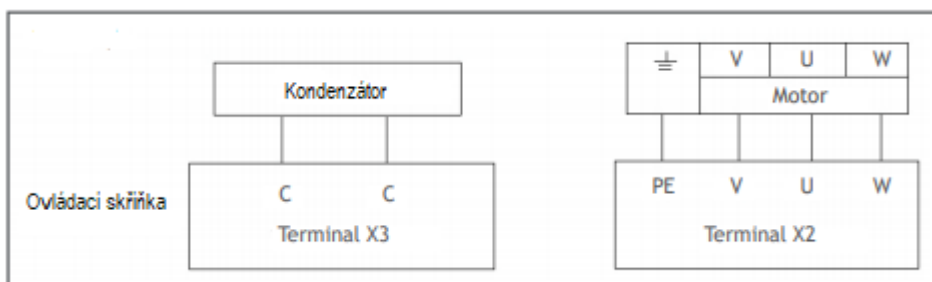 Kondenzátor
V U W
Motor
Ovládací skříňka
C C
Terminal X3
PE V U W
Terminal X2